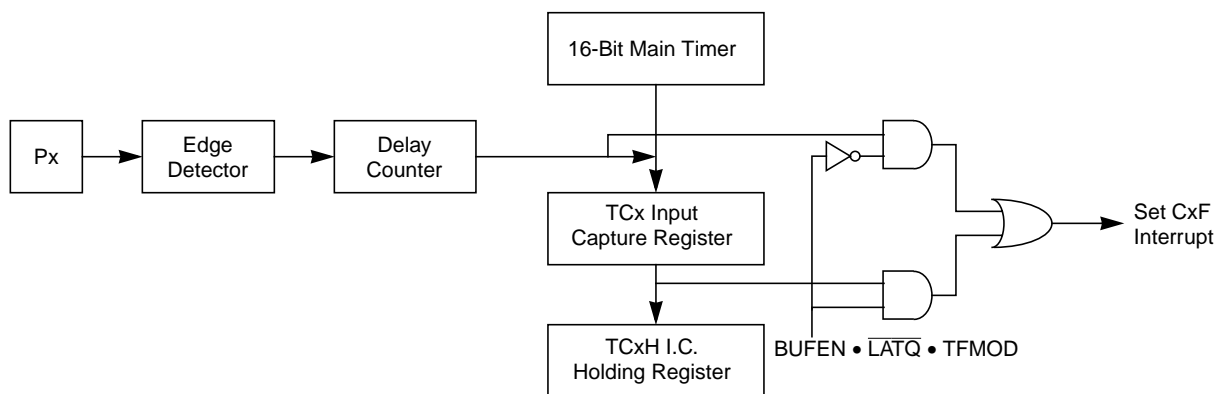 16-Bit Main Timer
Px
Edge
Detector
Delay
Counter
TCx Input
Capture Register
Set CxF
Interrupt
TCxH I.C.
Holding Register
BUFEN • L̅A̅T̅Q̅ • TFMOD